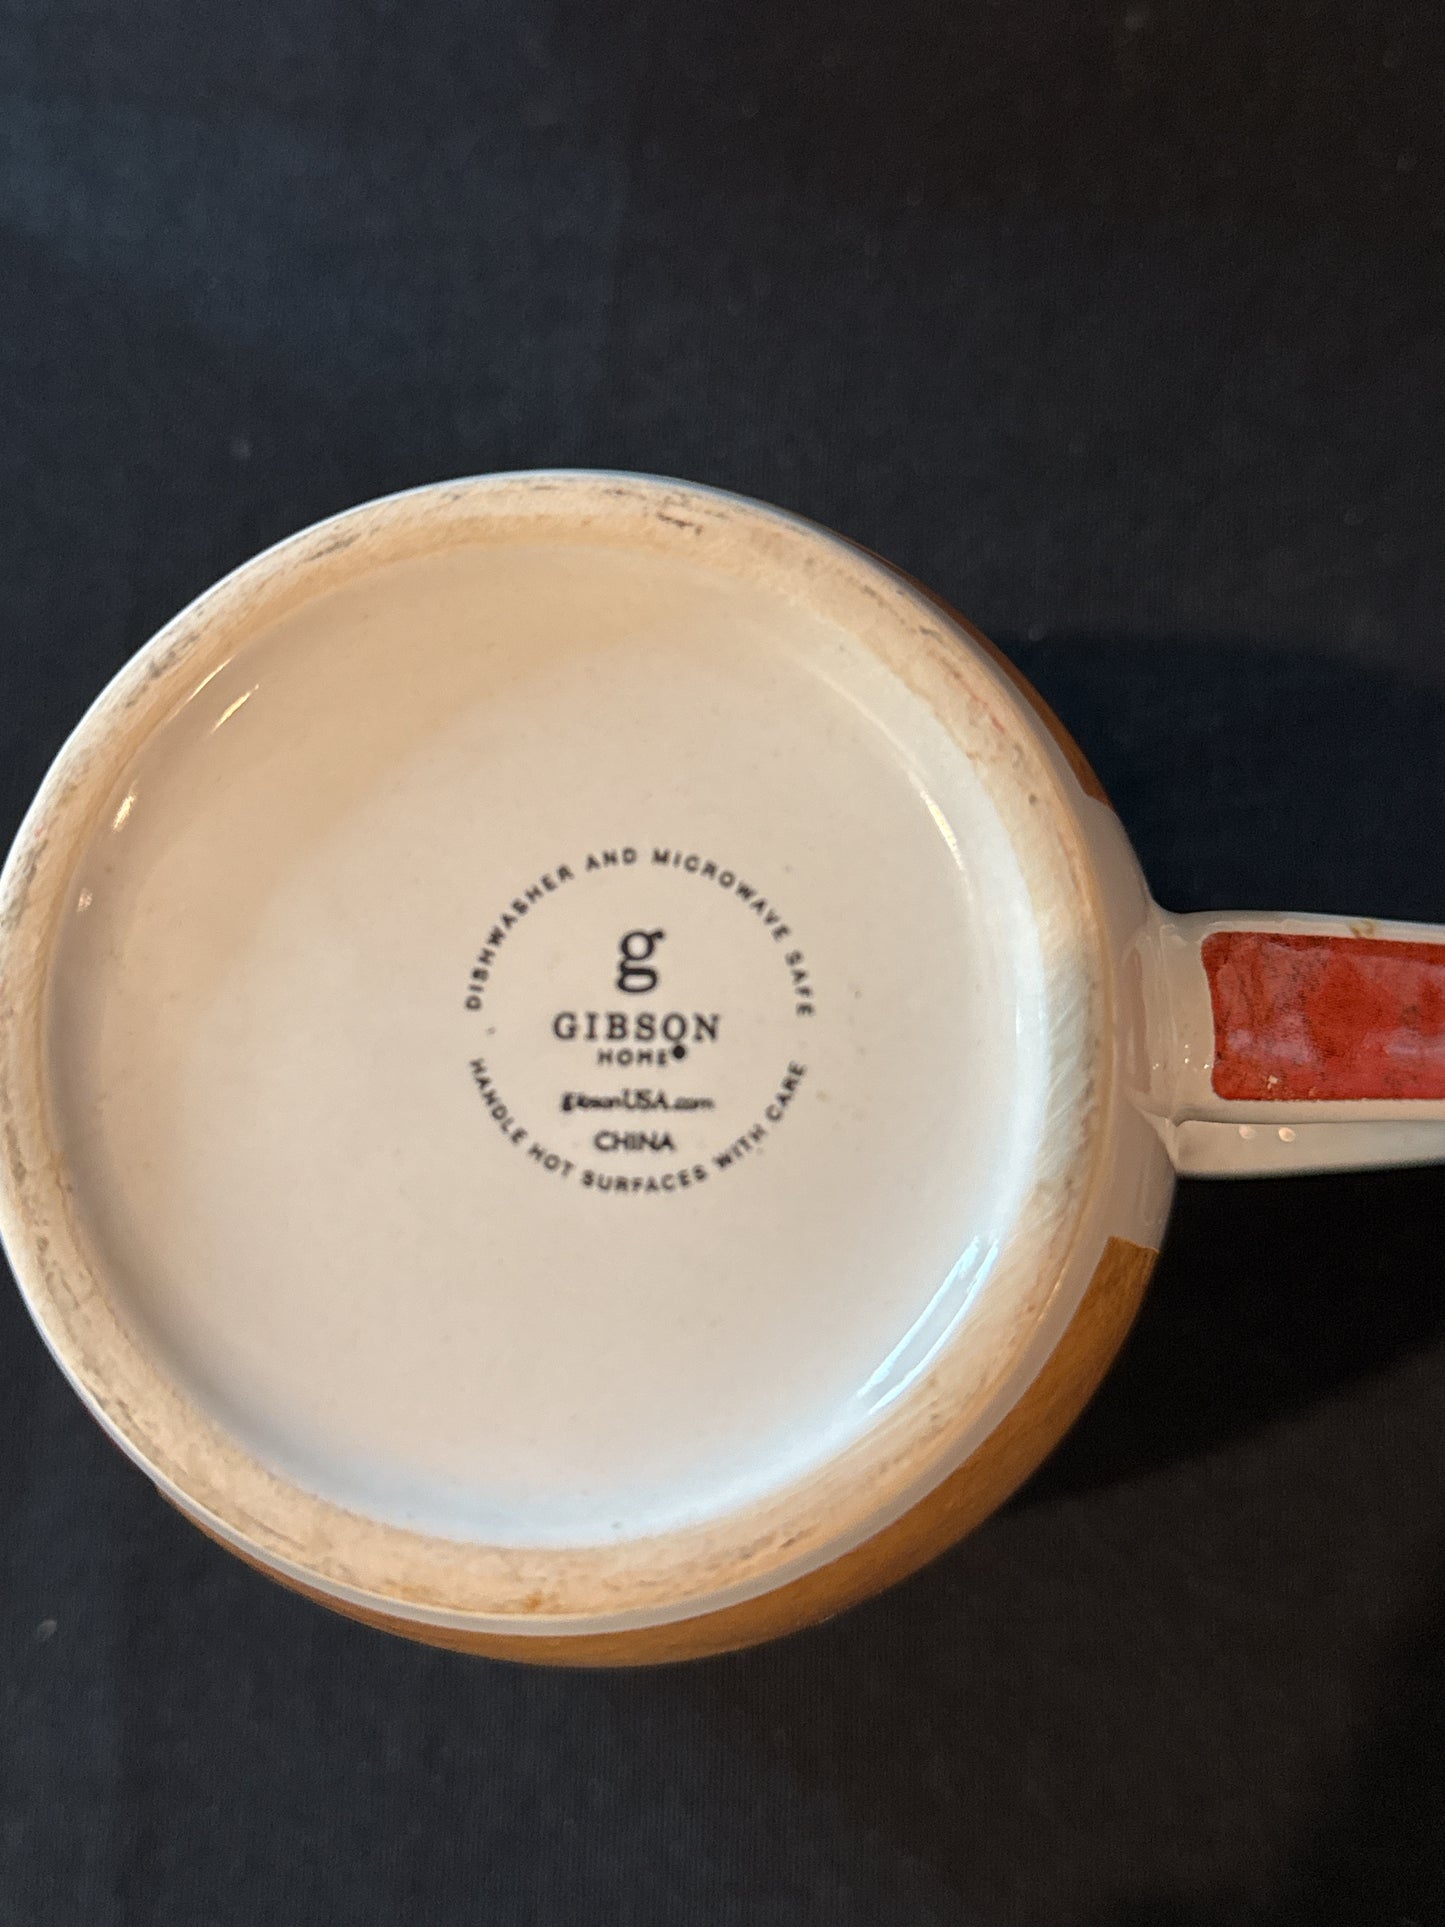 DISHWASHER AND MICROWAVE SAFE
g
GIBSON
HOME
gibsonUSA.com
CHINA
HANDLE HOT SURFACES WITH CARE